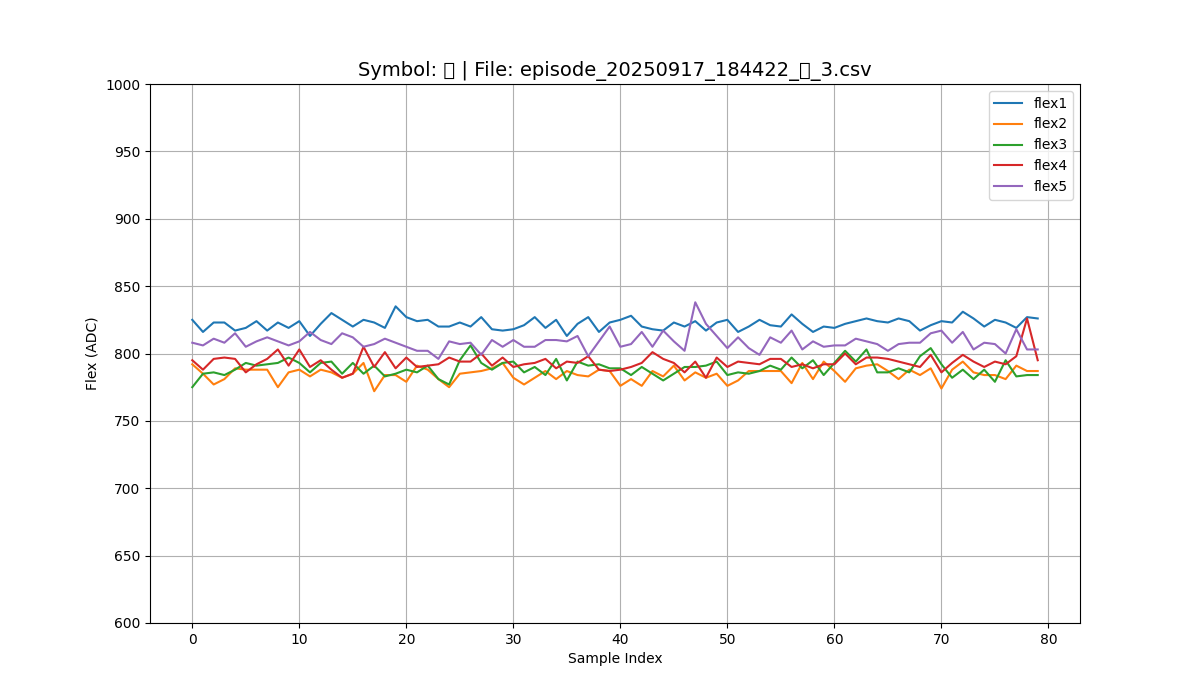 Symbol: | File: episode_20250917_184422_ _3.csv
1000
950
900
850
800
750
700
650
600
Flex (ADC)
flex1
flex2
flex3
flex4
flex5
0 10 20 30 40 50 60 70 80
Sample Index